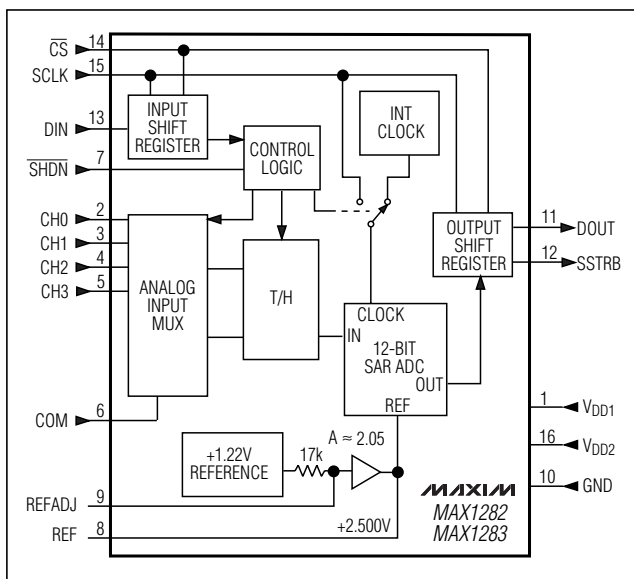 CS 14
SCLK 15
DIN 13
SHDN 7
CH0 2
CH1 3
CH2 4
CH3 5
COM 6
REFADJ 9
REF 8
INPUT
SHIFT
REGISTER
CONTROL
LOGIC
INT
CLOCK
ANALOG
INPUT
MUX
T/H
CLOCK
IN
12-BIT
SAR ADC
OUT
REF
OUTPUT
SHIFT
REGISTER
11 DOUT
12 SSTRB
+1.22V
REFERENCE
17k
A ≈ 2.05
+2.500V
MAXIM
MAX1282
MAX1283
1 VDD1
16 VDD2
10 GND